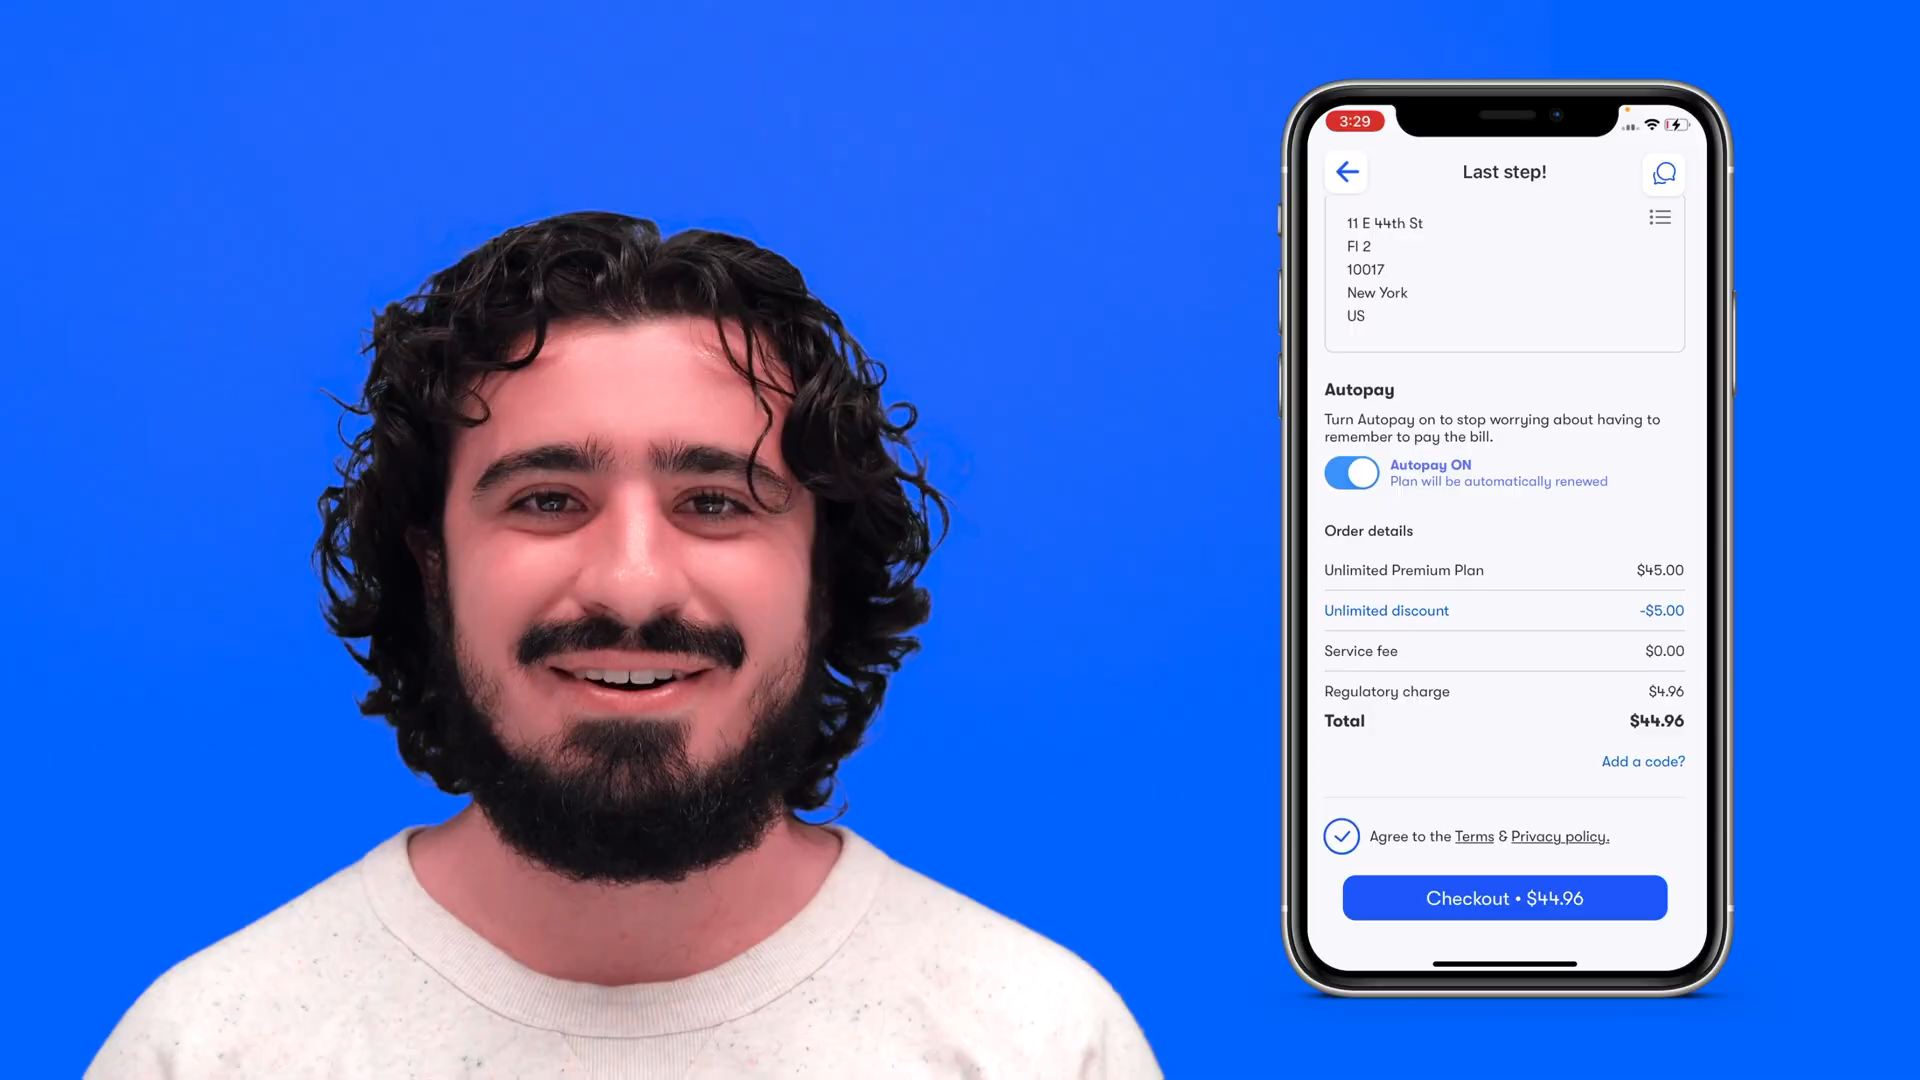 3:29
Last step!
11 E 44th St
Fl 2
10017
New York
US
Autopay
Turn Autopay on to stop worrying about having to
remember to pay the bill.
Autopay ON
Plan will be automatically renewed
Order details
Unlimited Premium Plan $45.00
Unlimited discount -$5.00
Service fee $0.00
Regulatory charge $4.96
Total $44.96
Add a code?
Agree to the Terms & Privacy policy.
Checkout • $44.96